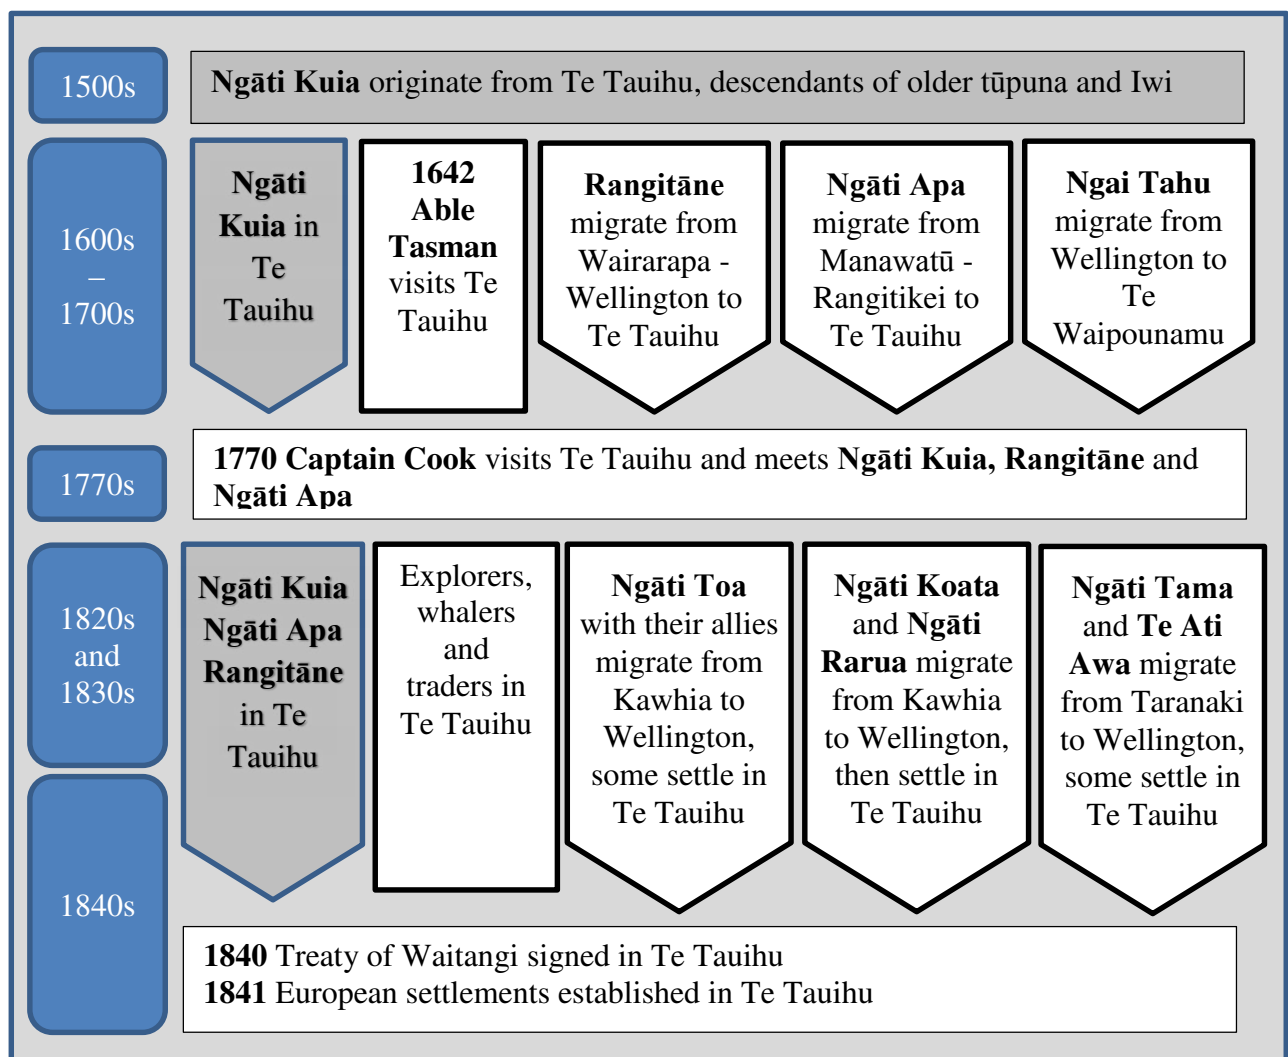 1500s
Ngāti Kuia originate from Te Tauihu, descendants of older tūpuna and Iwi
1600s
–
1700s
Ngāti
Kuia in
Te
Tauihu
1642
Able
Tasman
visits Te
Tauihu
Rangitāne
migrate from
Wairarapa -
Wellington to
Te Tauihu
Ngāti Apa
migrate from
Manawatū -
Rangitikei to
Te Tauihu
Ngai Tahu
migrate from
Wellington to
Te
Waipounamu
1770s
1770 Captain Cook visits Te Tauihu and meets Ngāti Kuia, Rangitāne and
Ngāti Apa
1820s
and
1830s
Ngāti Kuia
Ngāti Apa
Rangitāne
in Te
Tauihu
Explorers,
whalers
and
traders in
Te Tauihu
Ngāti Toa
with their allies
migrate from
Kawhia to
Wellington,
some settle in
Te Tauihu
Ngāti Koata
and Ngāti
Rarua migrate
from Kawhia
to Wellington,
then settle in
Te Tauihu
Ngāti Tama
and Te Ati
Awa migrate
from Taranaki
to Wellington,
some settle in
Te Tauihu
1840s
1840 Treaty of Waitangi signed in Te Tauihu
1841 European settlements established in Te Tauihu